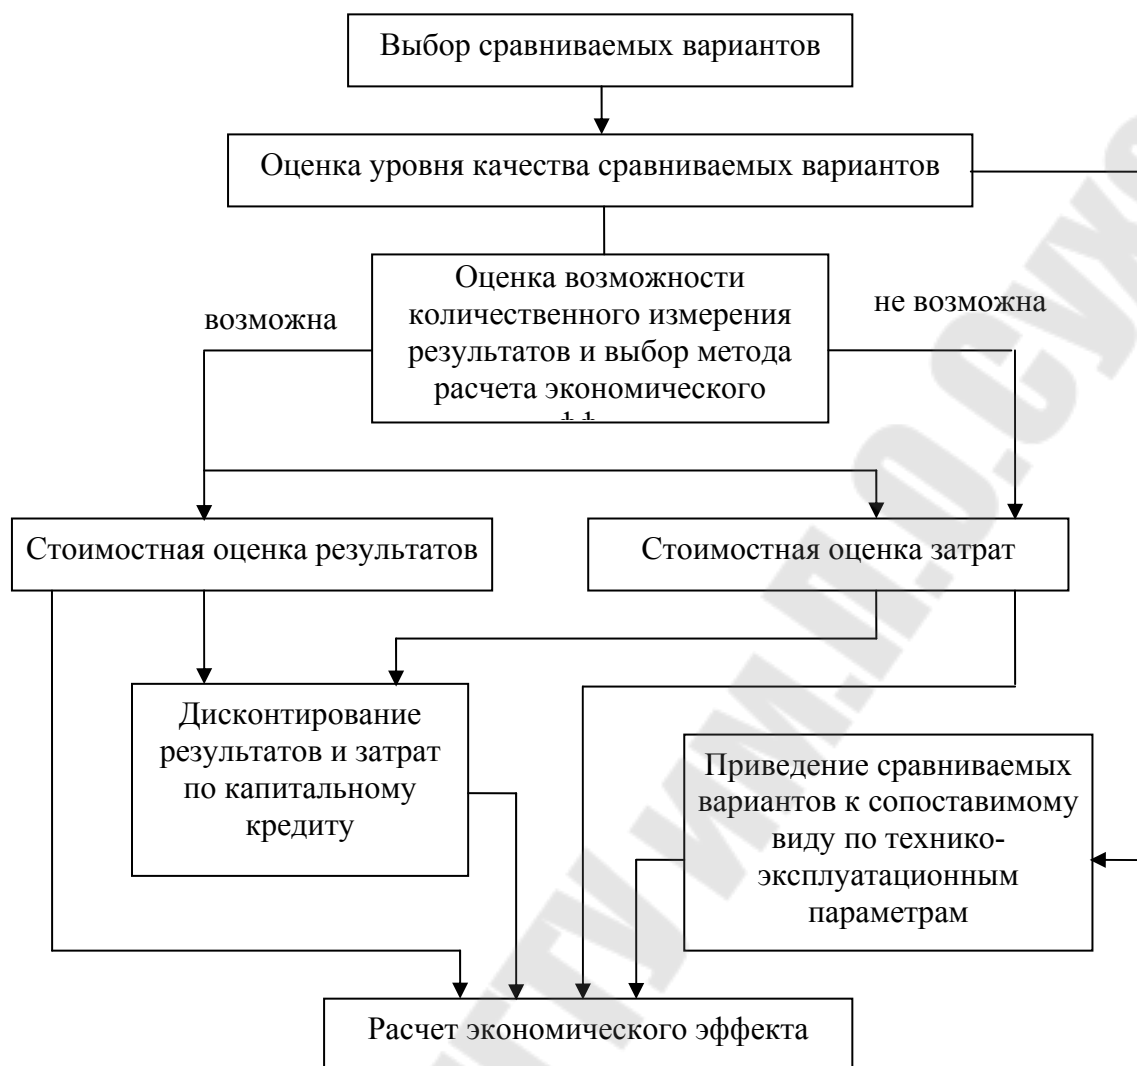 Выбор сравниваемых вариантов
Оценка уровня качества сравниваемых вариантов
Оценка возможности
количественного измерения
результатов и выбор метода
расчета экономического
возможна
не возможна
Стоимостная оценка результатов
Стоимостная оценка затрат
Дисконтирование
результатов и затрат
по капитальному
кредиту
Приведение сравниваемых
вариантов к сопоставимому
виду по технико-
эксплуатационным
параметрам
Расчет экономического эффекта